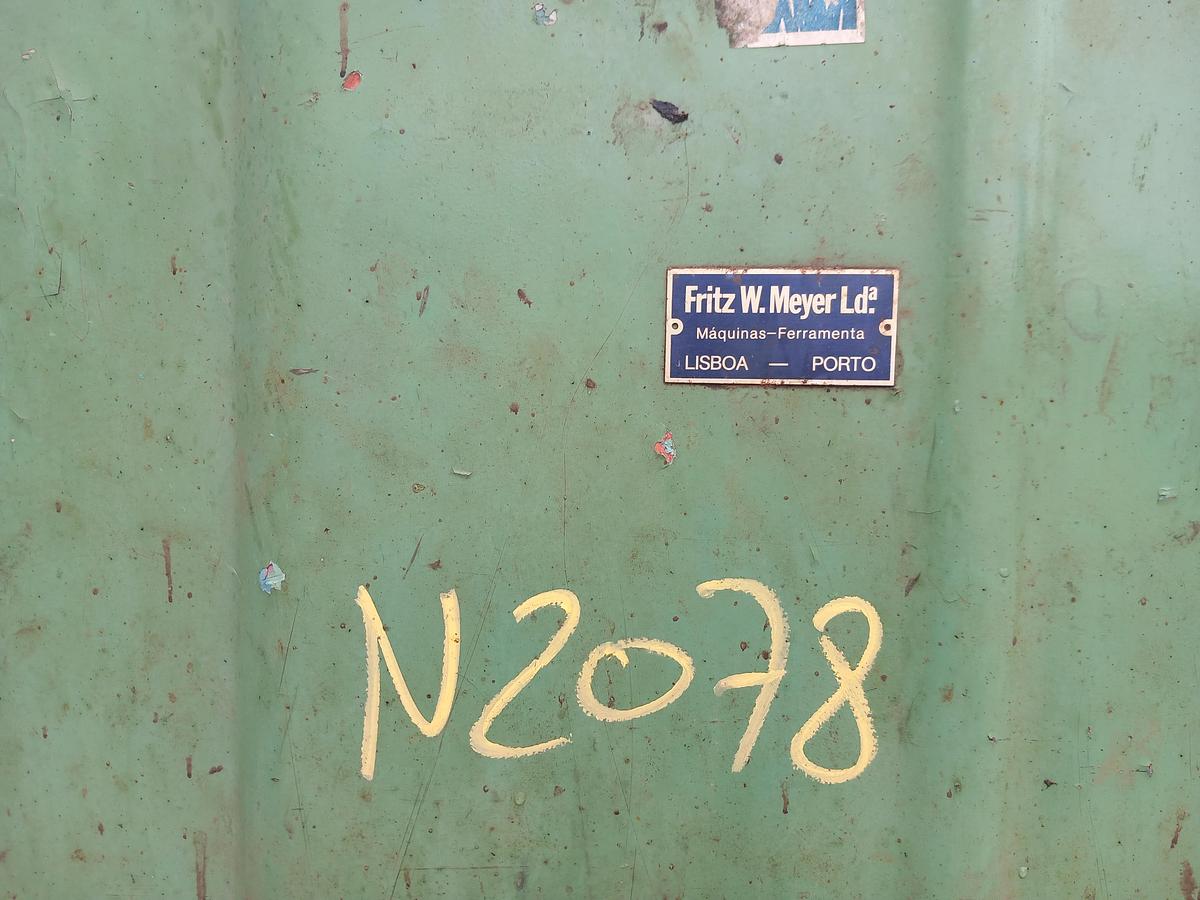 Fritz W. Meyer Ldª.
Máquinas-Ferramenta
LISBOA — PORTO
N2078